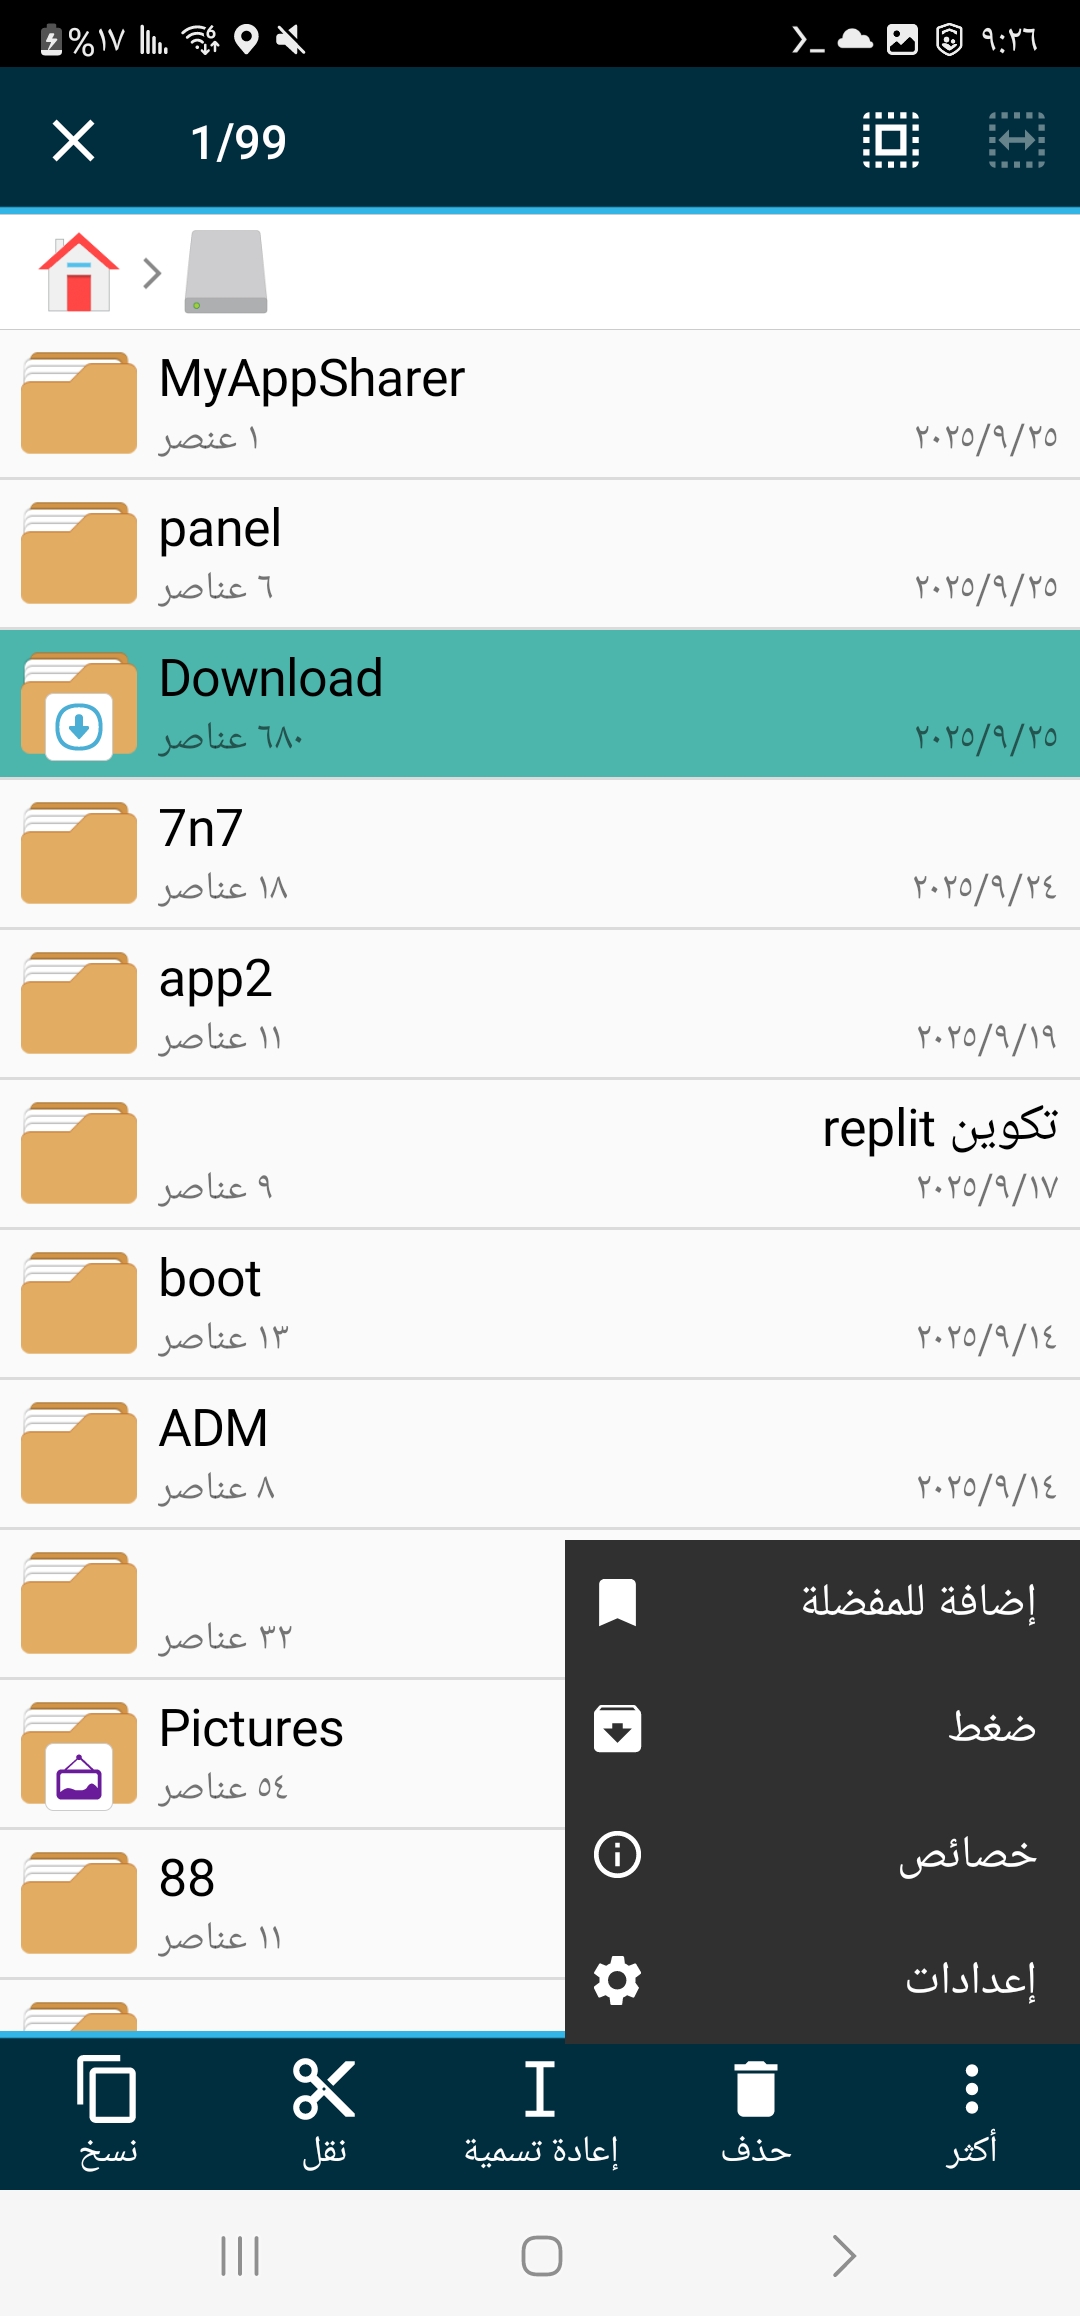 %١٧
6
٩:٢٦
1/99
MyAppSharer
١ عنصر
٢٠٢٥/٩/٢٥
panel
٦ عناصر
٢٠٢٥/٩/٢٥
Download
٦٨٠ عناصر
٢٠٢٥/٩/٢٥
7n7
١٨ عناصر
٢٠٢٥/٩/٢٤
app2
١١ عناصر
٢٠٢٥/٩/١٩
تكوين replit
٩ عناصر
٢٠٢٥/٩/١٧
boot
١٣ عناصر
٢٠٢٥/٩/١٤
ADM
٨ عناصر
٢٠٢٥/٩/١٤
٣٢ عناصر
Pictures
٥٤ عناصر
88
١١ عناصر
إضافة للمفضلة
ضغط
خصائص
إعدادات
نسخ
نقل
إعادة تسمية
حذف
أكثر